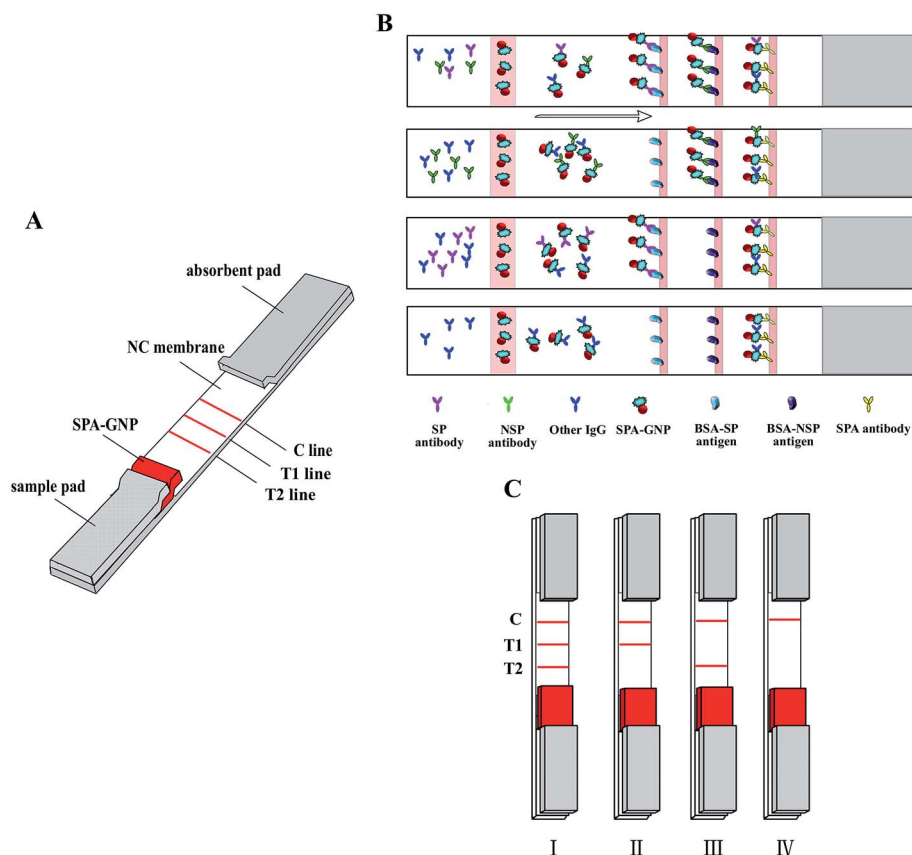 A
absorbent pad
NC membrane
SPA-GNP
sample pad
C line
T1 line
T2 line
B
SP
antibody
NSP
antibody
Other IgG
SPA-GNP
BSA-SP
antigen
BSA-NSP
antigen
SPA antibody
C
C
T1
T2
I II III IV